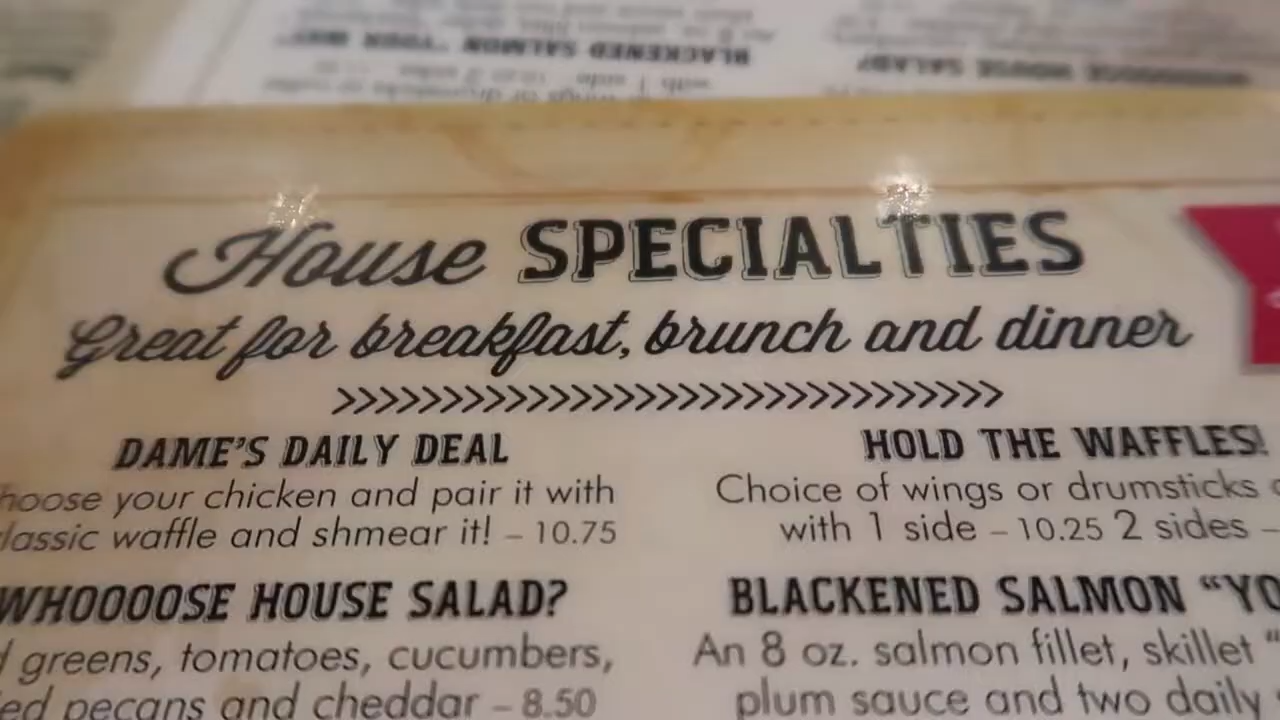 House SPECIALTIES
Great for breakfast, brunch and dinner
>>>>>>>>>>>>>>>>>>>>>>>>>>>>>>
DAME'S DAILY DEAL
hoose your chicken and pair it with
lassic waffle and shmear it! – 10.75
WHOOOOSE HOUSE SALAD?
greens, tomatoes, cucumbers,
ed pecans and cheddar – 8.50
HOLD THE WAFFLES!
Choice of wings or drumsticks
with 1 side – 10.25 2 sides –
BLACKENED SALMON "YO
An 8 oz. salmon fillet, skillet "
plum sauce and two daily